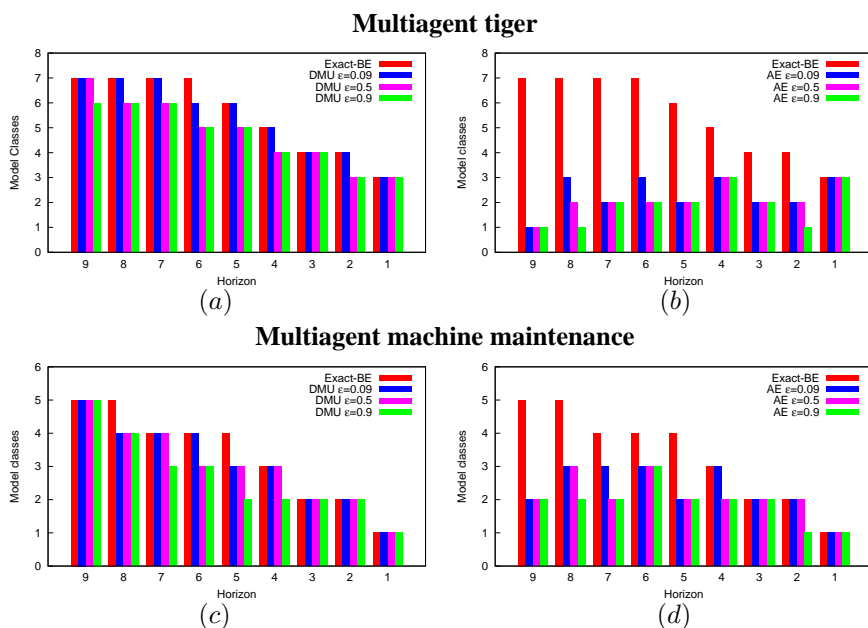 Multiagent tiger
8
7
6
5
4
3
2
1
0
Model Classes
Exact-BE
DMU ε=0.09
DMU ε=0.5
DMU ε=0.9
9 8 7 6 5 4 3 2 1
Horizon
(a)
8
7
6
5
4
3
2
1
0
Model Classes
Exact-BE
AE ε=0.09
AE ε=0.5
AE ε=0.9
9 8 7 6 5 4 3 2 1
Horizon
(b)
Multiagent machine maintenance
6
5
4
3
2
1
0
Model classes
Exact-BE
DMU ε=0.09
DMU ε=0.5
DMU ε=0.9
9 8 7 6 5 4 3 2 1
Horizon
(c)
6
5
4
3
2
1
0
Model classes
Exact-BE
AE ε=0.09
AE ε=0.5
AE ε=0.9
9 8 7 6 5 4 3 2 1
Horizon
(d)